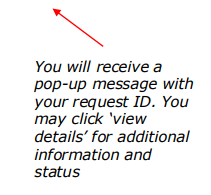 You will receive a
pop-up message with
your request ID. You
may click ‘view
details’ for additional
information and
status